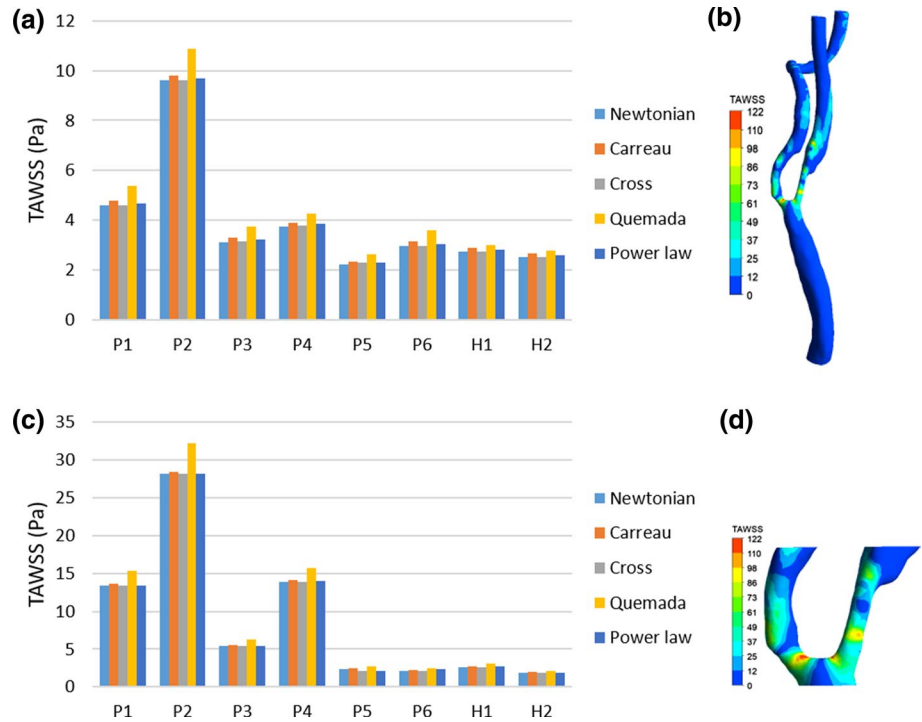 (a)
TAWSS (Pa)
12
10
8
6
4
2
0
P1 P2 P3 P4 P5 P6 H1 H2
Newtonian
Carreau
Cross
Quemada
Power law
(b)
TAWSS
122
110
98
86
73
61
49
37
25
12
0
(c)
TAWSS (Pa)
35
30
25
20
15
10
5
0
P1 P2 P3 P4 P5 P6 H1 H2
Newtonian
Carreau
Cross
Quemada
Power law
(d)
TAWSS
122
110
98
86
73
61
49
37
25
12
0